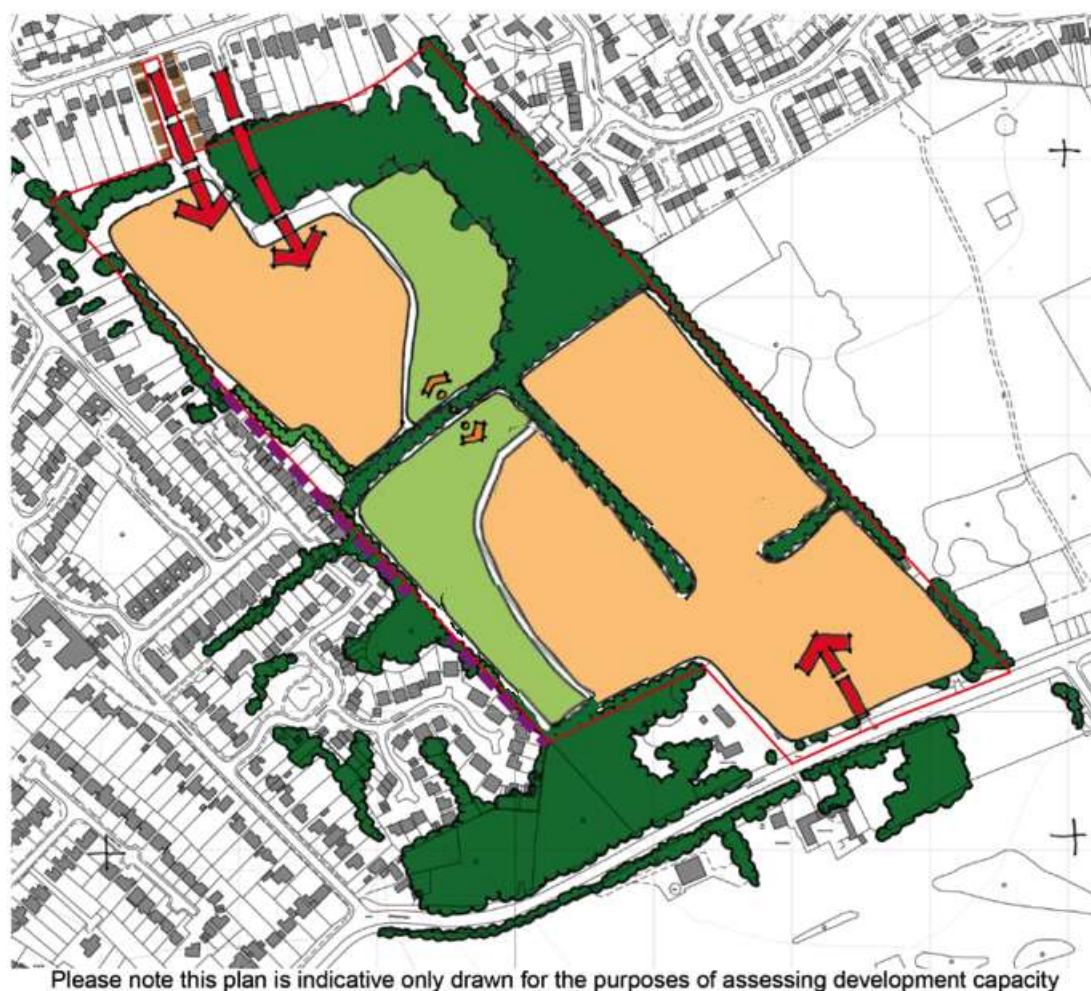 Please note this plan is indicative only drawn for the purposes of assessing development capacity